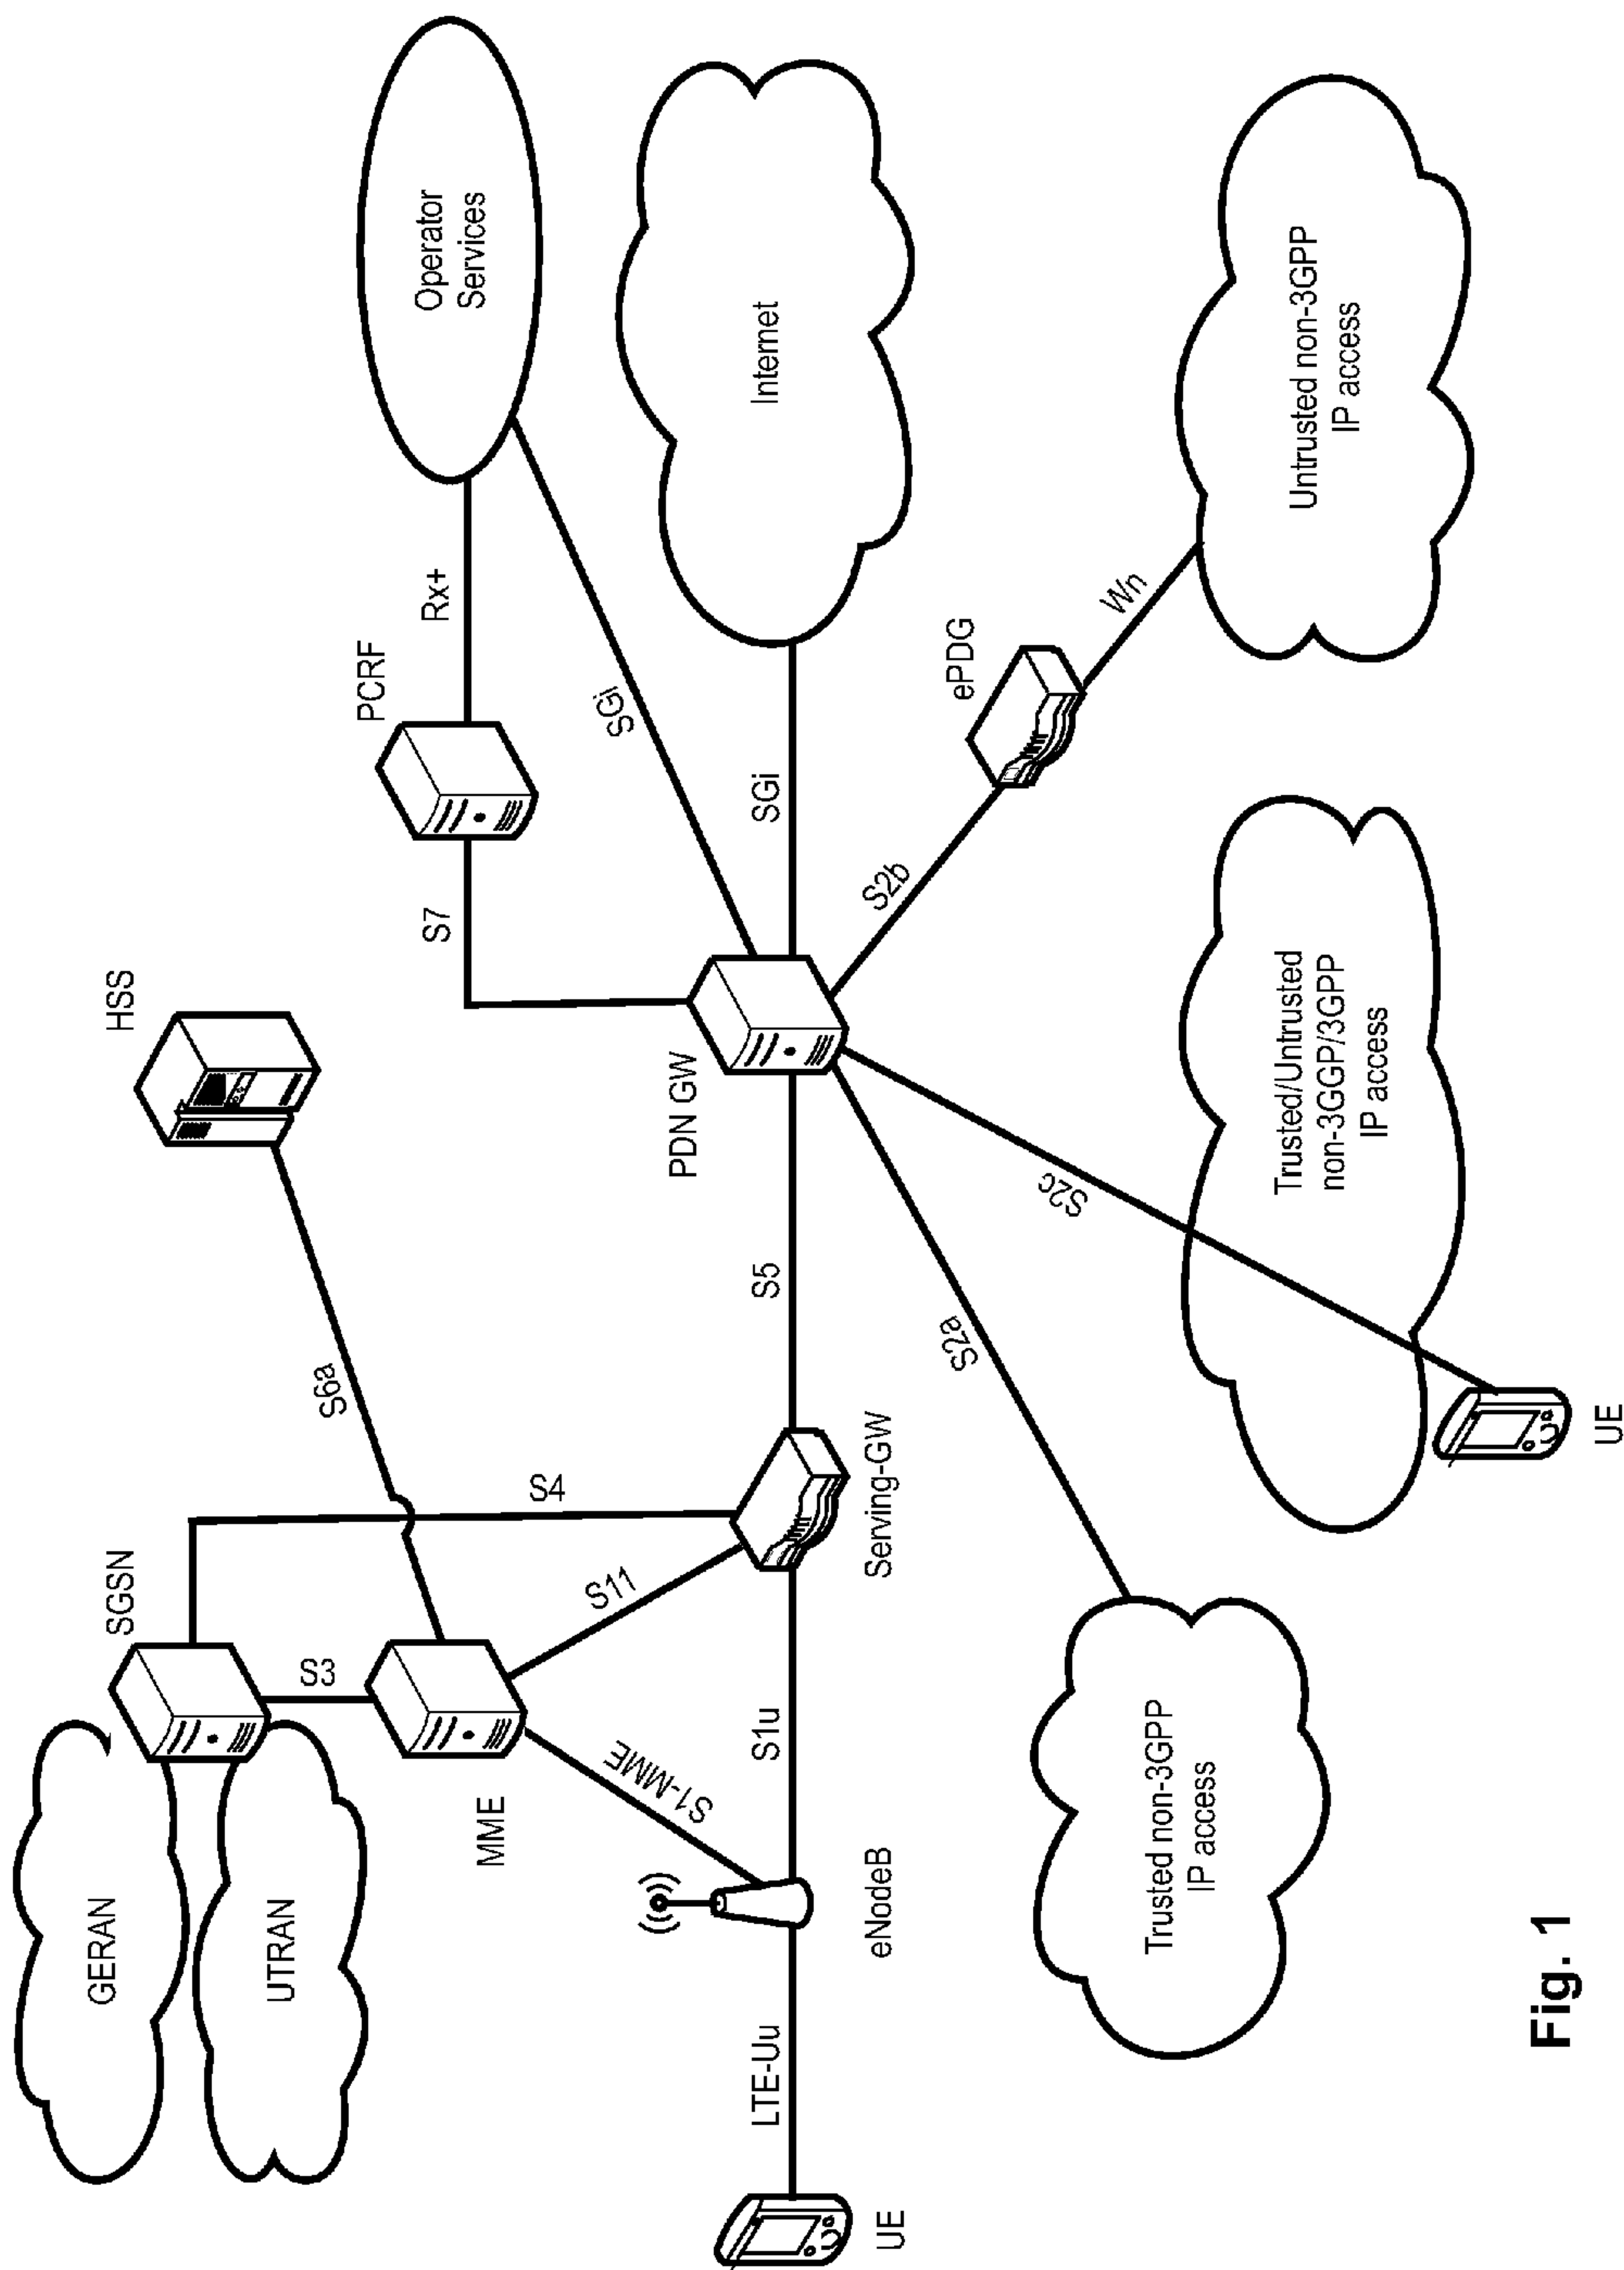 GERAN
UTRAN
SGSN
HSS
S3
S6a
MME
S4
S11
S1-MME
PCRF
S7
Rx+
Operator
Services
SGi
PDN GW
UE
LTE-Uu
eNodeB
S1u
Serving-GW
S5
SGi
Internet
S2a
S2c
S2b
ePDG
Wn
Trusted non-3GPP
IP access
Trusted/Untrusted
non-3GGP/3GPP
IP access
Untrusted non-3GPP
IP access
UE
Fig. 1